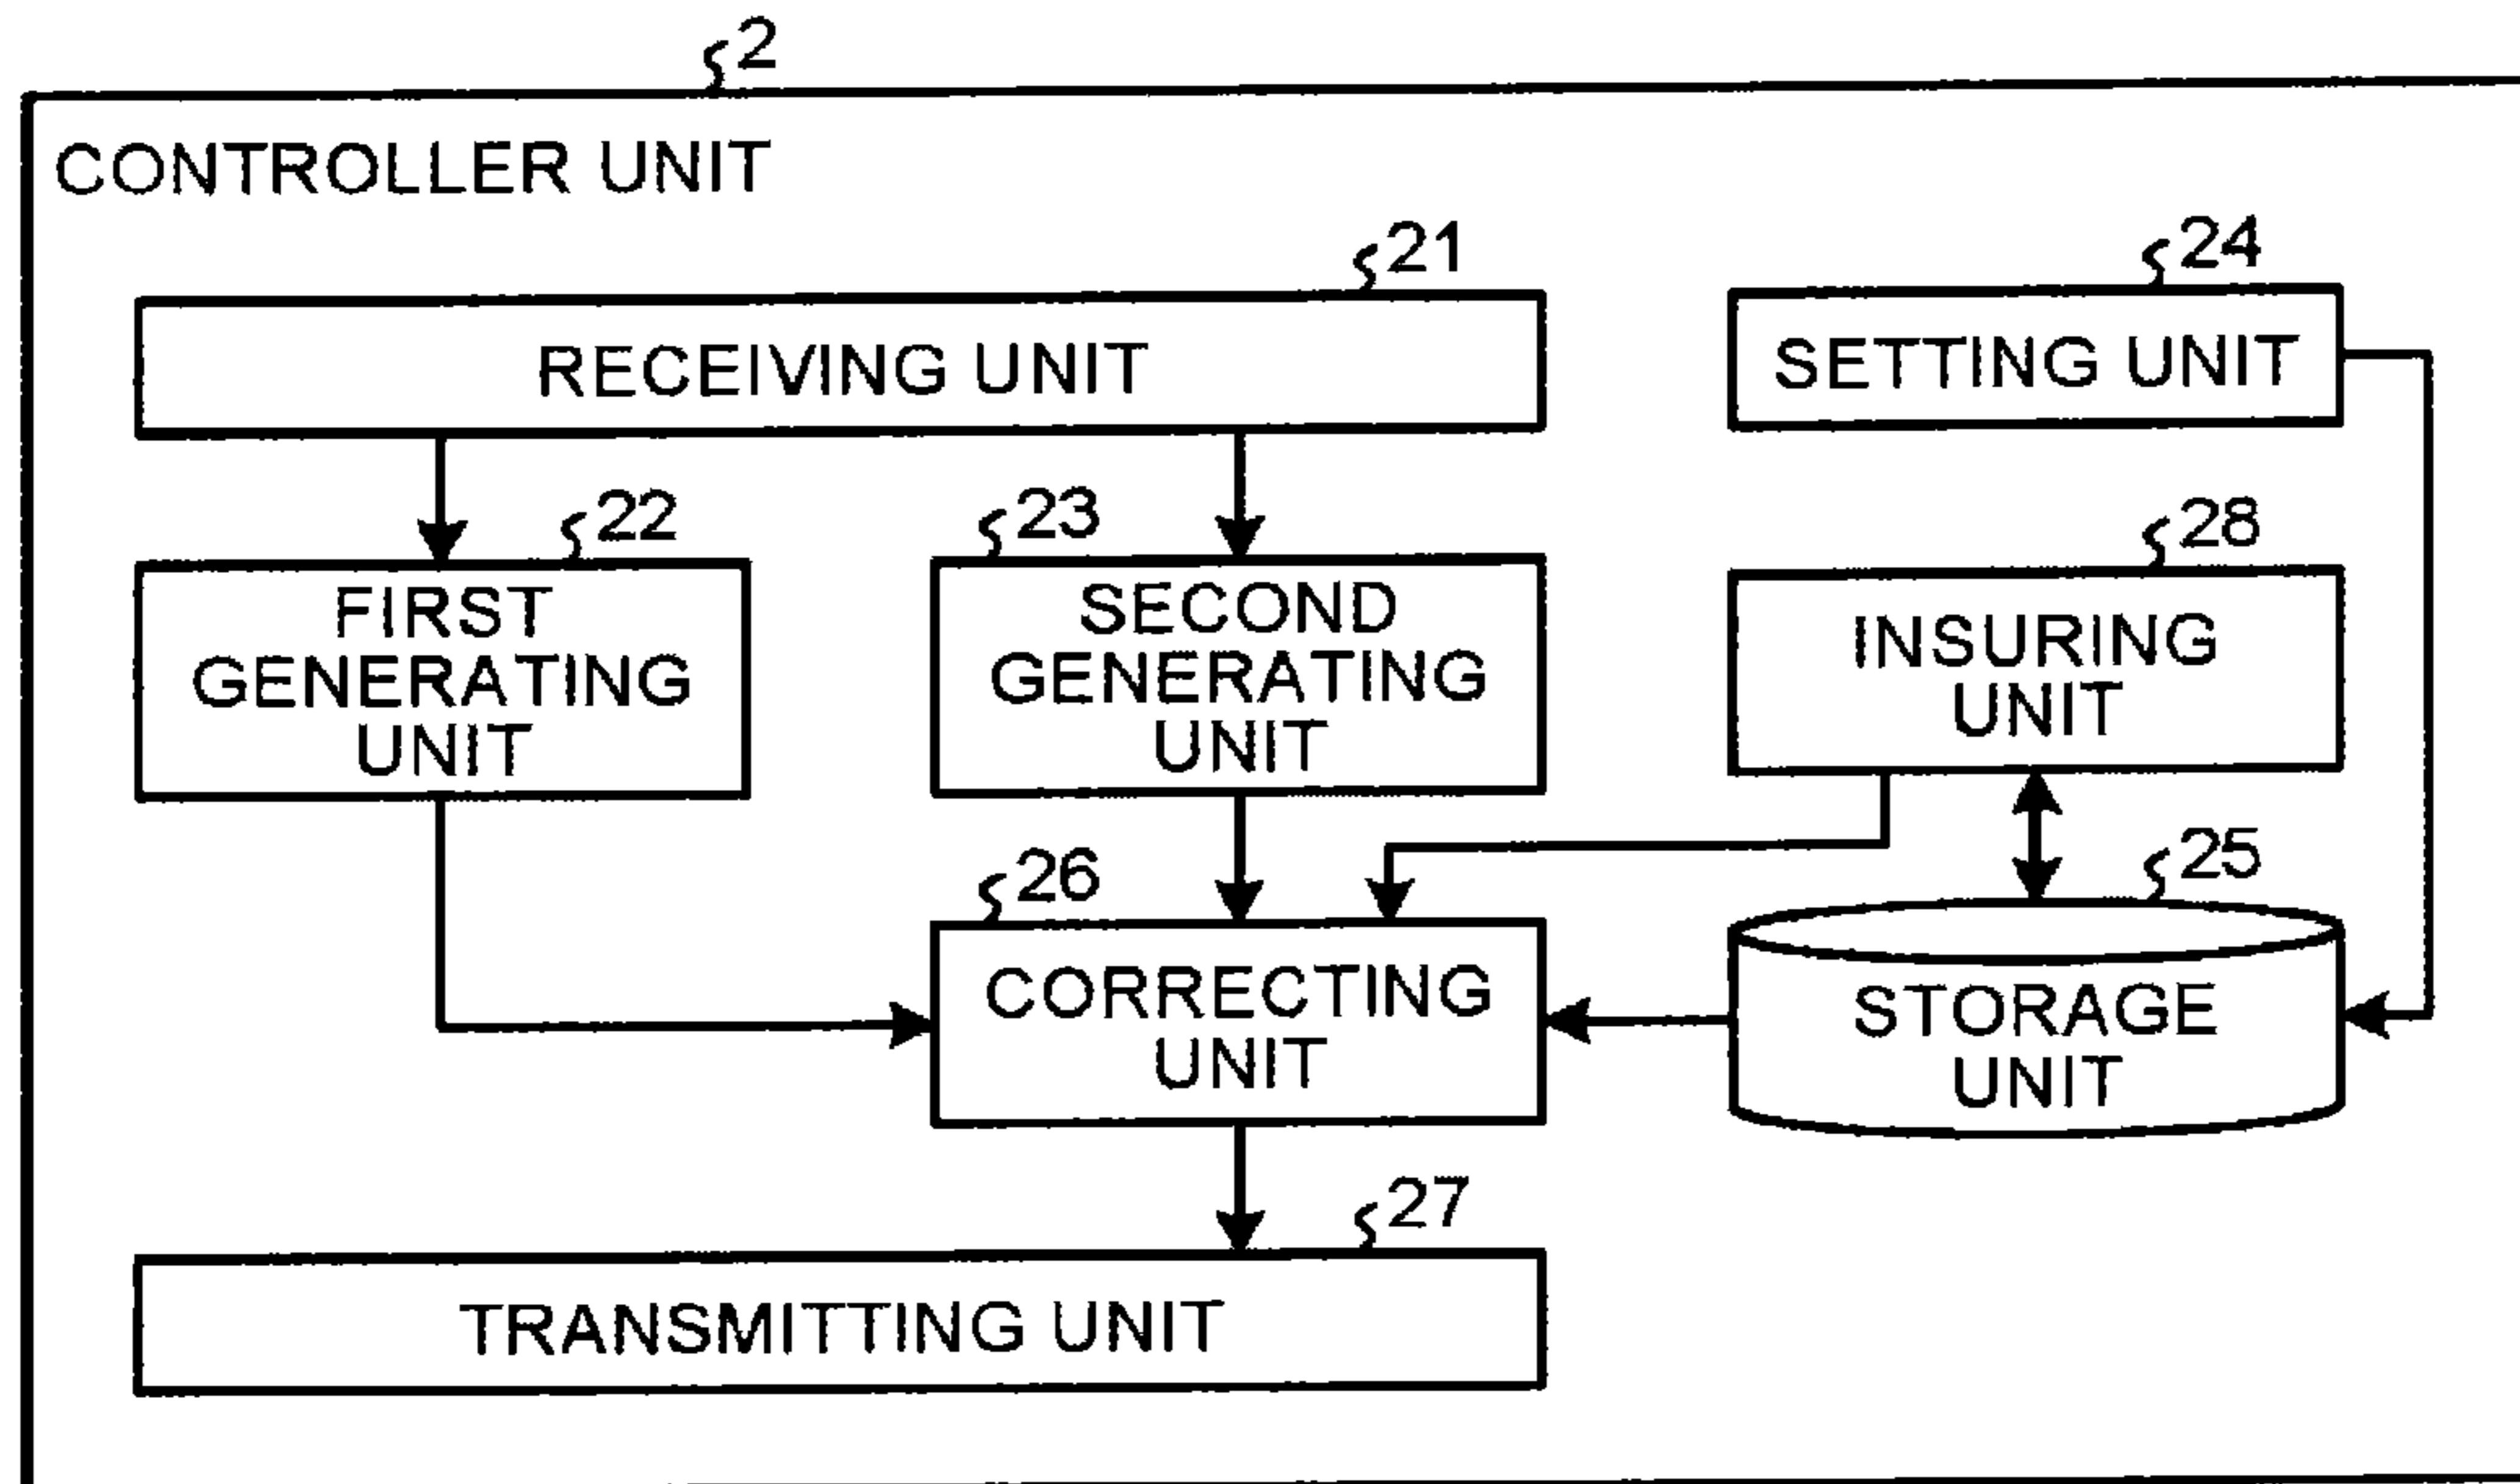 2
CONTROLLER UNIT
21
24
RECEIVING UNIT
SETTING UNIT
22
23
28
FIRST
GENERATING
UNIT
SECOND
GENERATING
UNIT
INSURING
UNIT
26
25
CORRECTING
UNIT
STORAGE
UNIT
27
TRANSMITTING UNIT